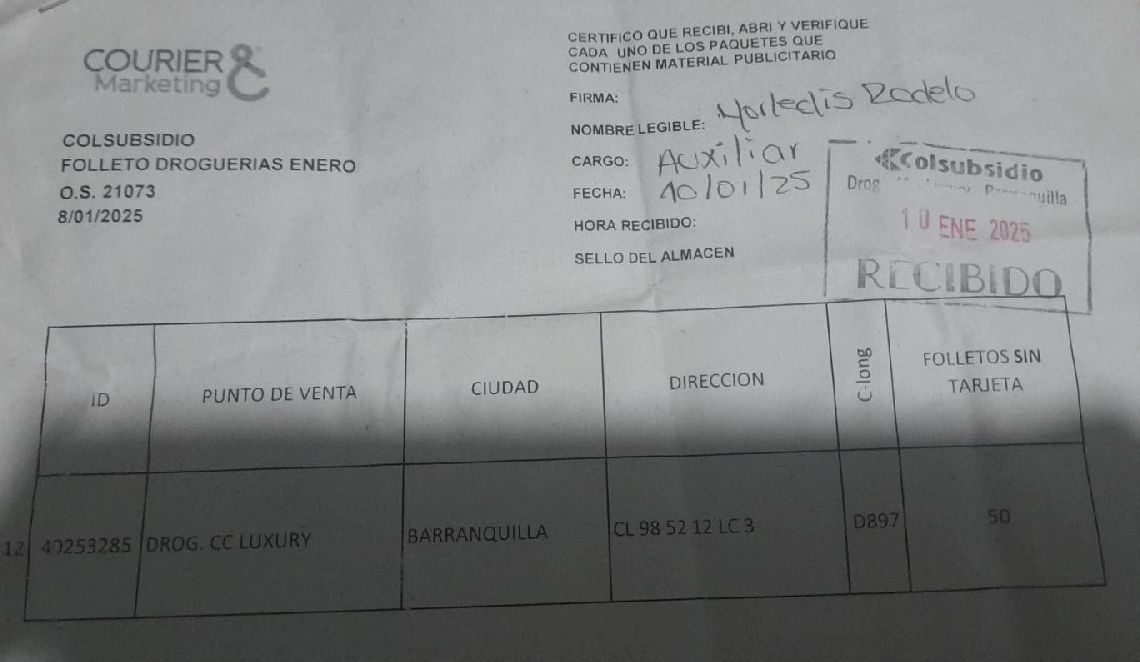 COURIER &
Marketing
COLSUBSIDIO
FOLLETO DROGUERIAS ENERO
O.S. 21073
8/01/2025
CERTIFICO QUE RECIBI, ABRI Y VERIFIQUE
CADA UNO DE LOS PAQUETES QUE
CONTIENEN MATERIAL PUBLICITARIO
FIRMA:
NOMBRE LEGIBLE: Rodelo
CARGO: Auxiliar
FECHA: 10/01/25
HORA RECIBIDO:
SELLO DEL ALMACEN
Colsubsidio
Drog
10 ENE 2025
RECIBIDO
ID PUNTO DE VENTA CIUDAD DIRECCION C-long FOLLETOS SIN TARJETA
12 40253285 DROG. CC LUXURY BARRANQUILLA CL 98 52 12 LC 3 D897 50